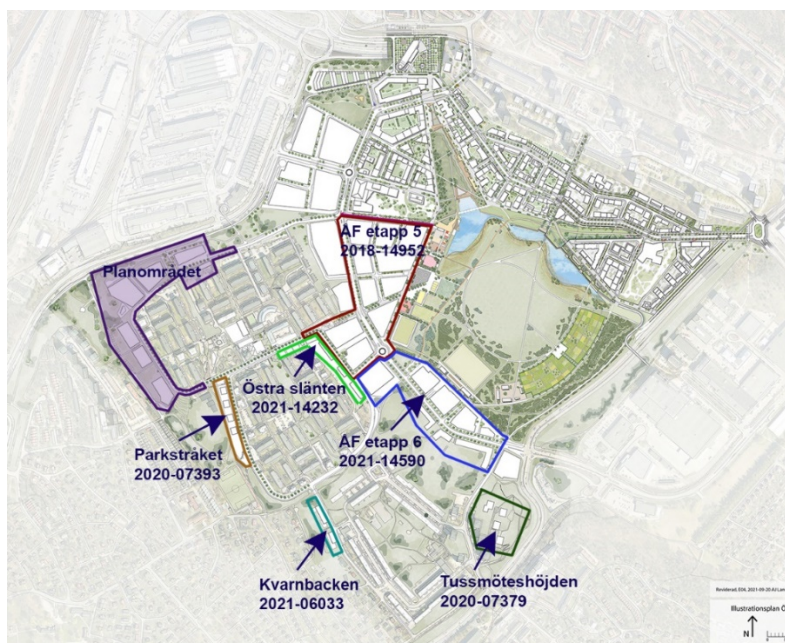 ÅF etapp 5
2018-14952
Planområdet
Östra slänten
2021-14232
ÅF etapp 6
2021-14590
Parkstråket
2020-07393
Kvarnbacken
2021-06033
Tussmöteshöjden
2020-07379
Illustrationsplan Ö
N